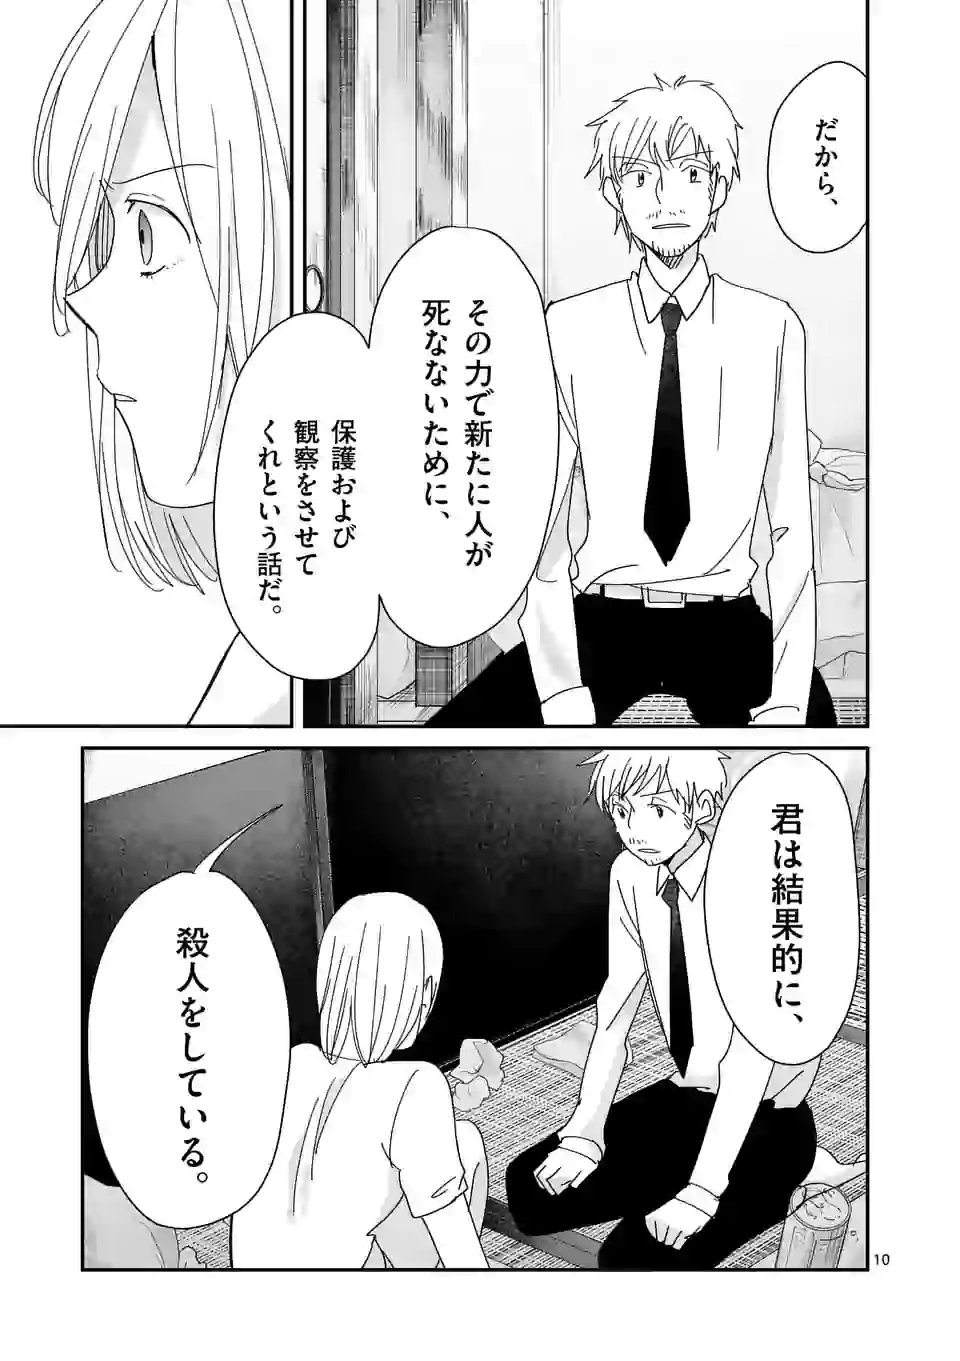 だから、
その力で新たに人が
死なないために、
保護および
観察をさせて
くれという話だ。
君は結果的に、
殺人をしている。
10